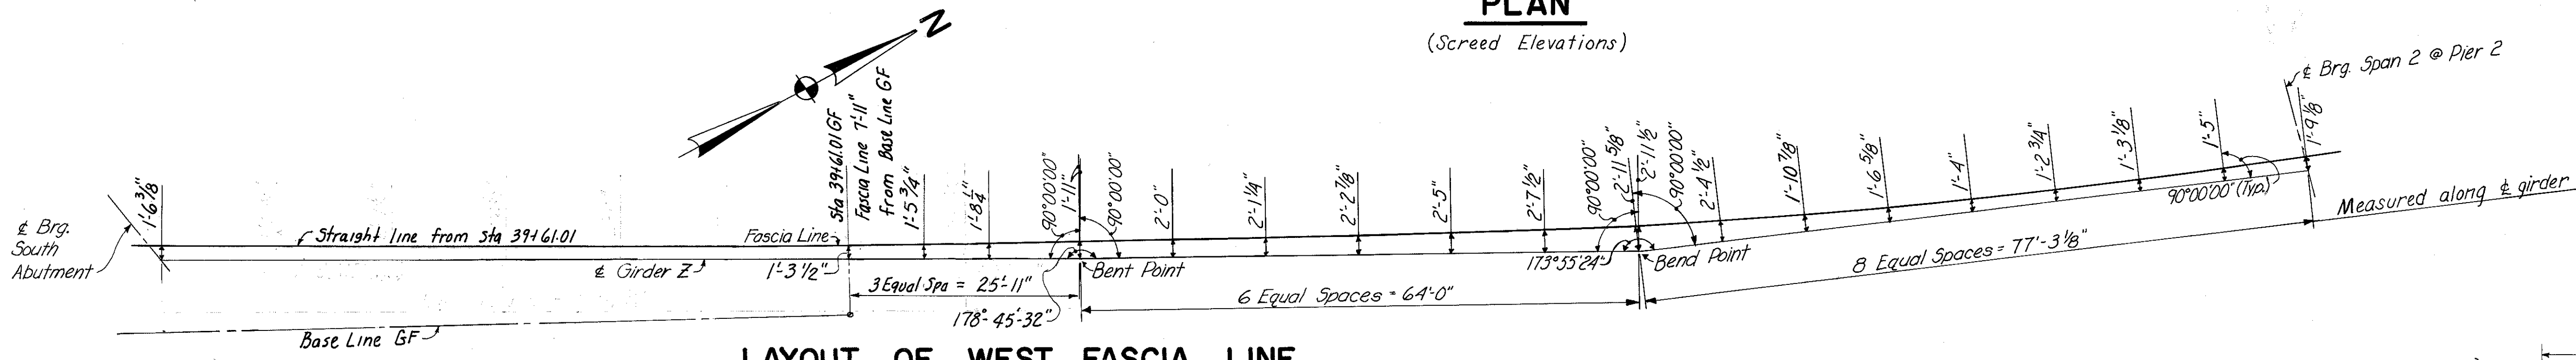 PLAN
(Screed Elevations)
N
℄ Brg. Span 2 @ Pier 2
℄ Brg.
South
Abutment
1'-6 3/8"
Straight line from Sta 39+61.01
Fascia Line
℄ Girder Z
1'-3 1/2"
Sta 39+61.01 GF
Fascia Line 7'-11"
from Base Line GF
1'-5 3/4"
1'-8 1/4"
90°00'00"
1'-11"
90°00'00"
2'-0"
2'-1 1/4"
2'-2 7/8"
2'-5"
2'-7 1/2"
90°00'00"
2'-11 5/8"
2'-11 1/2"
90°00'00"
2'-4 1/2"
1'-10 7/8"
1'-6 5/8"
1'-4"
1'-2 3/4"
1'-3 1/8"
1'-5"
1'-9 1/8"
90°00'00" (Typ.)
Measured along ℄ girder
Bent Point
173°55'24"
Bend Point
3 Equal Spa = 25'-11"
6 Equal Spaces = 64'-0"
8 Equal Spaces = 77'-3 1/8"
178°-45'-32"
Base Line GF
LAYOUT OF WEST FASCIA LINE